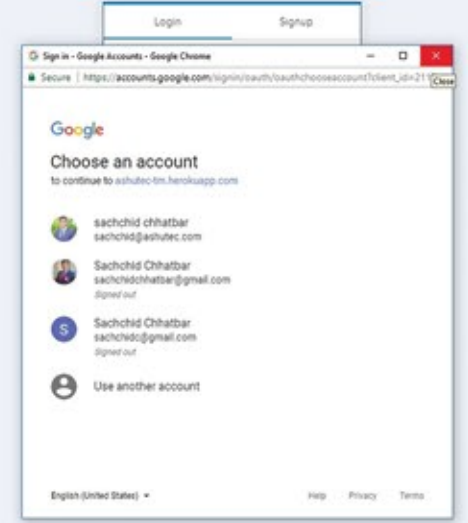 Login Signup
Sign in - Google Accounts - Google Chrome
Secure | https://accounts.google.com/signin/oauth/oauthchooseaccount?client_id=211
Close
Google
Choose an account
to continue to ashutec-tm.herokuapp.com
sachchid chhatbar
sachchid@ashutec.com
Sachchid Chhatbar
sachchidchhatbar@gmail.com
Signed out
S
Sachchid Chhatbar
sachchidc@gmail.com
Signed out
Use another account
English (United States)
Help Privacy Terms